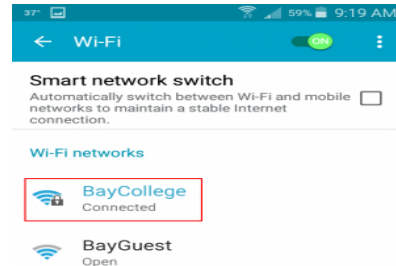 37° 59% 9:19 AM
Wi-Fi ON
Smart network switch
Automatically switch between Wi-Fi and mobile
networks to maintain a stable Internet
connection.
Wi-Fi networks
BayCollege
Connected
BayGuest
Open